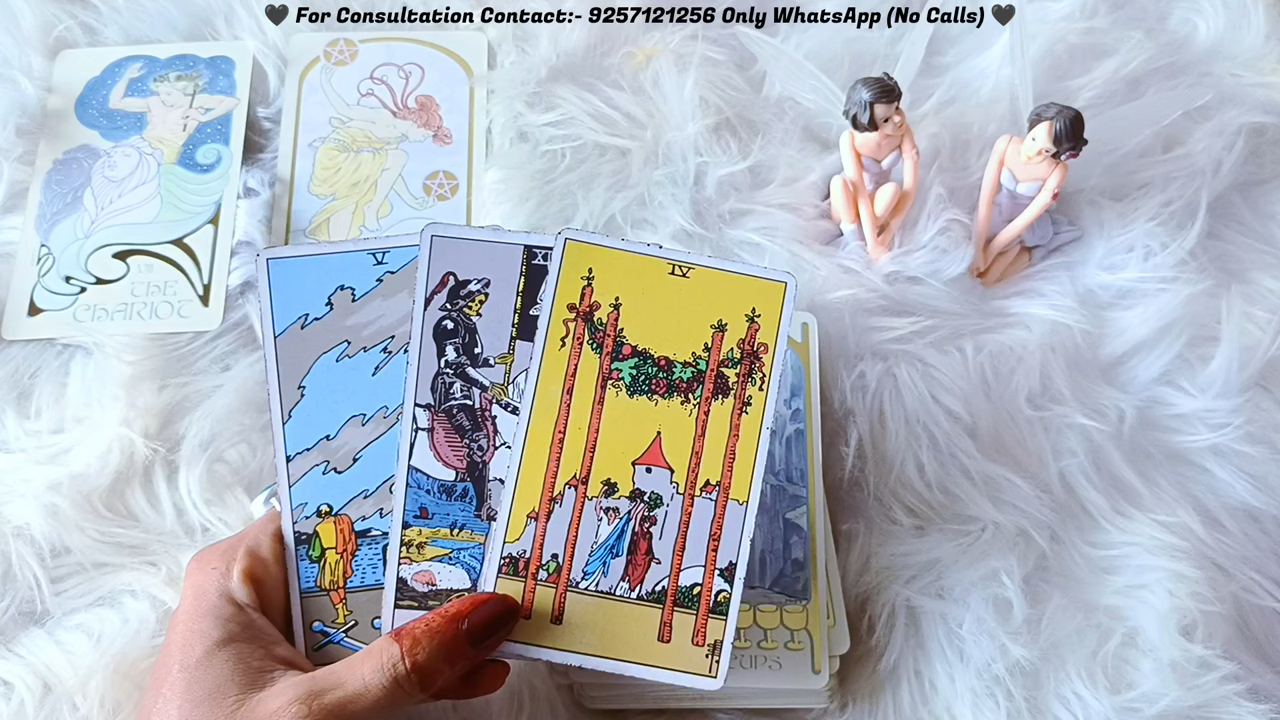 🖤 For Consultation Contact:- 9257121256 Only WhatsApp (No Calls) 🖤
V
IV
THE
CHARIOT
CUPS